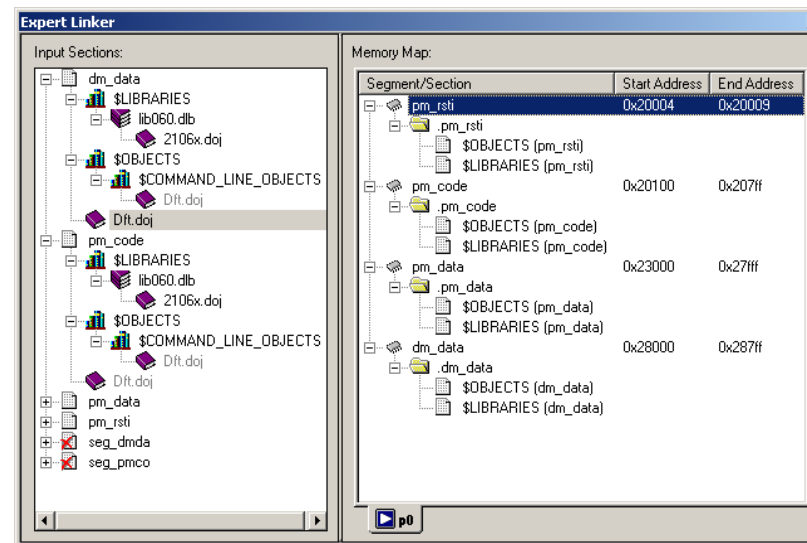 Expert Linker
Input Sections:
dm_data
$LIBRARIES
lib060.dlb
2106x.doj
$OBJECTS
$COMMAND_LINE_OBJECTS
Dft.doj
Dft.doj
pm_code
$LIBRARIES
lib060.dlb
2106x.doj
$OBJECTS
$COMMAND_LINE_OBJECTS
Dft.doj
Dft.doj
pm_data
pm_rsti
seg_dmda
seg_pmco
Memory Map:
Segment/Section Start Address End Address
pm_rsti 0x20004 0x20009
.pm_rsti
$OBJECTS (pm_rsti)
$LIBRARIES (pm_rsti)
pm_code 0x20100 0x207ff
.pm_code
$OBJECTS (pm_code)
$LIBRARIES (pm_code)
pm_data 0x23000 0x27fff
.pm_data
$OBJECTS (pm_data)
$LIBRARIES (pm_data)
dm_data 0x28000 0x287ff
.dm_data
$OBJECTS (dm_data)
$LIBRARIES (dm_data)
p0